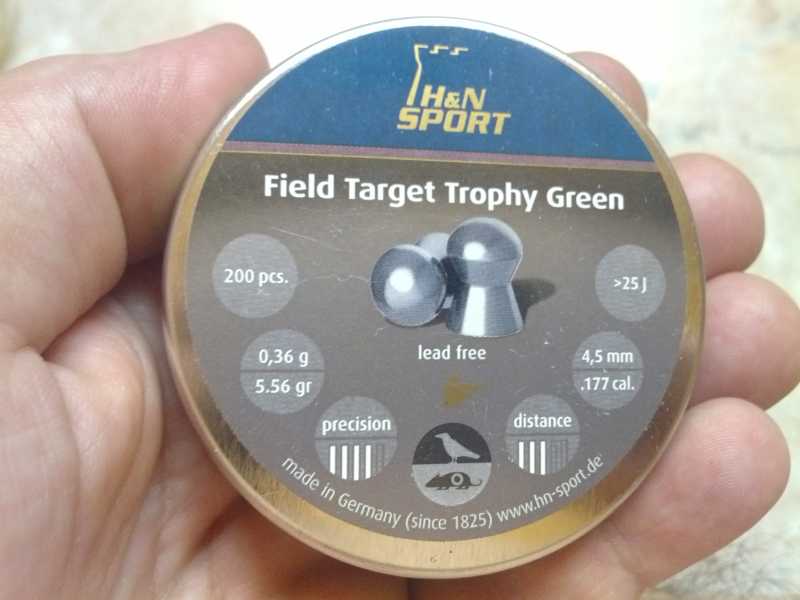 H&N
SPORT
Field Target Trophy Green
200 pcs.
>25 J
lead free
0,36 g
5.56 gr
4,5 mm
.177 cal.
precision
distance
made in Germany (since 1825) www.hn-sport.de